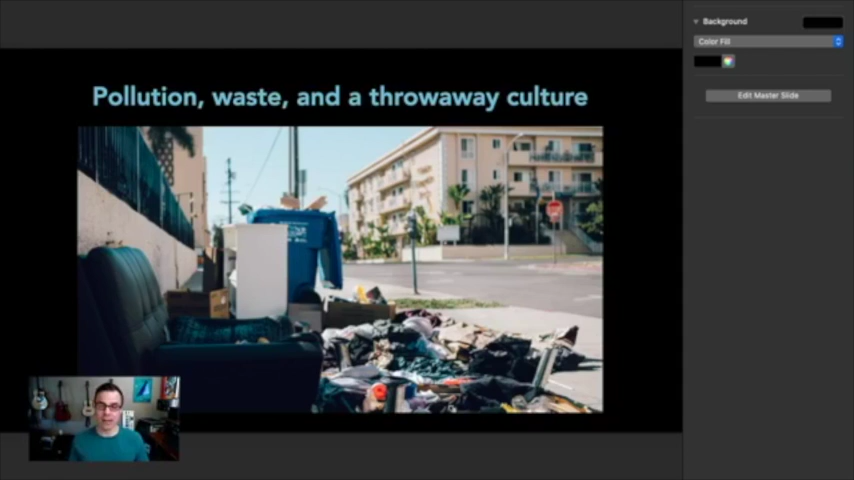 Background
Color Fill
Edit Master Slide
Pollution, waste, and a throwaway culture